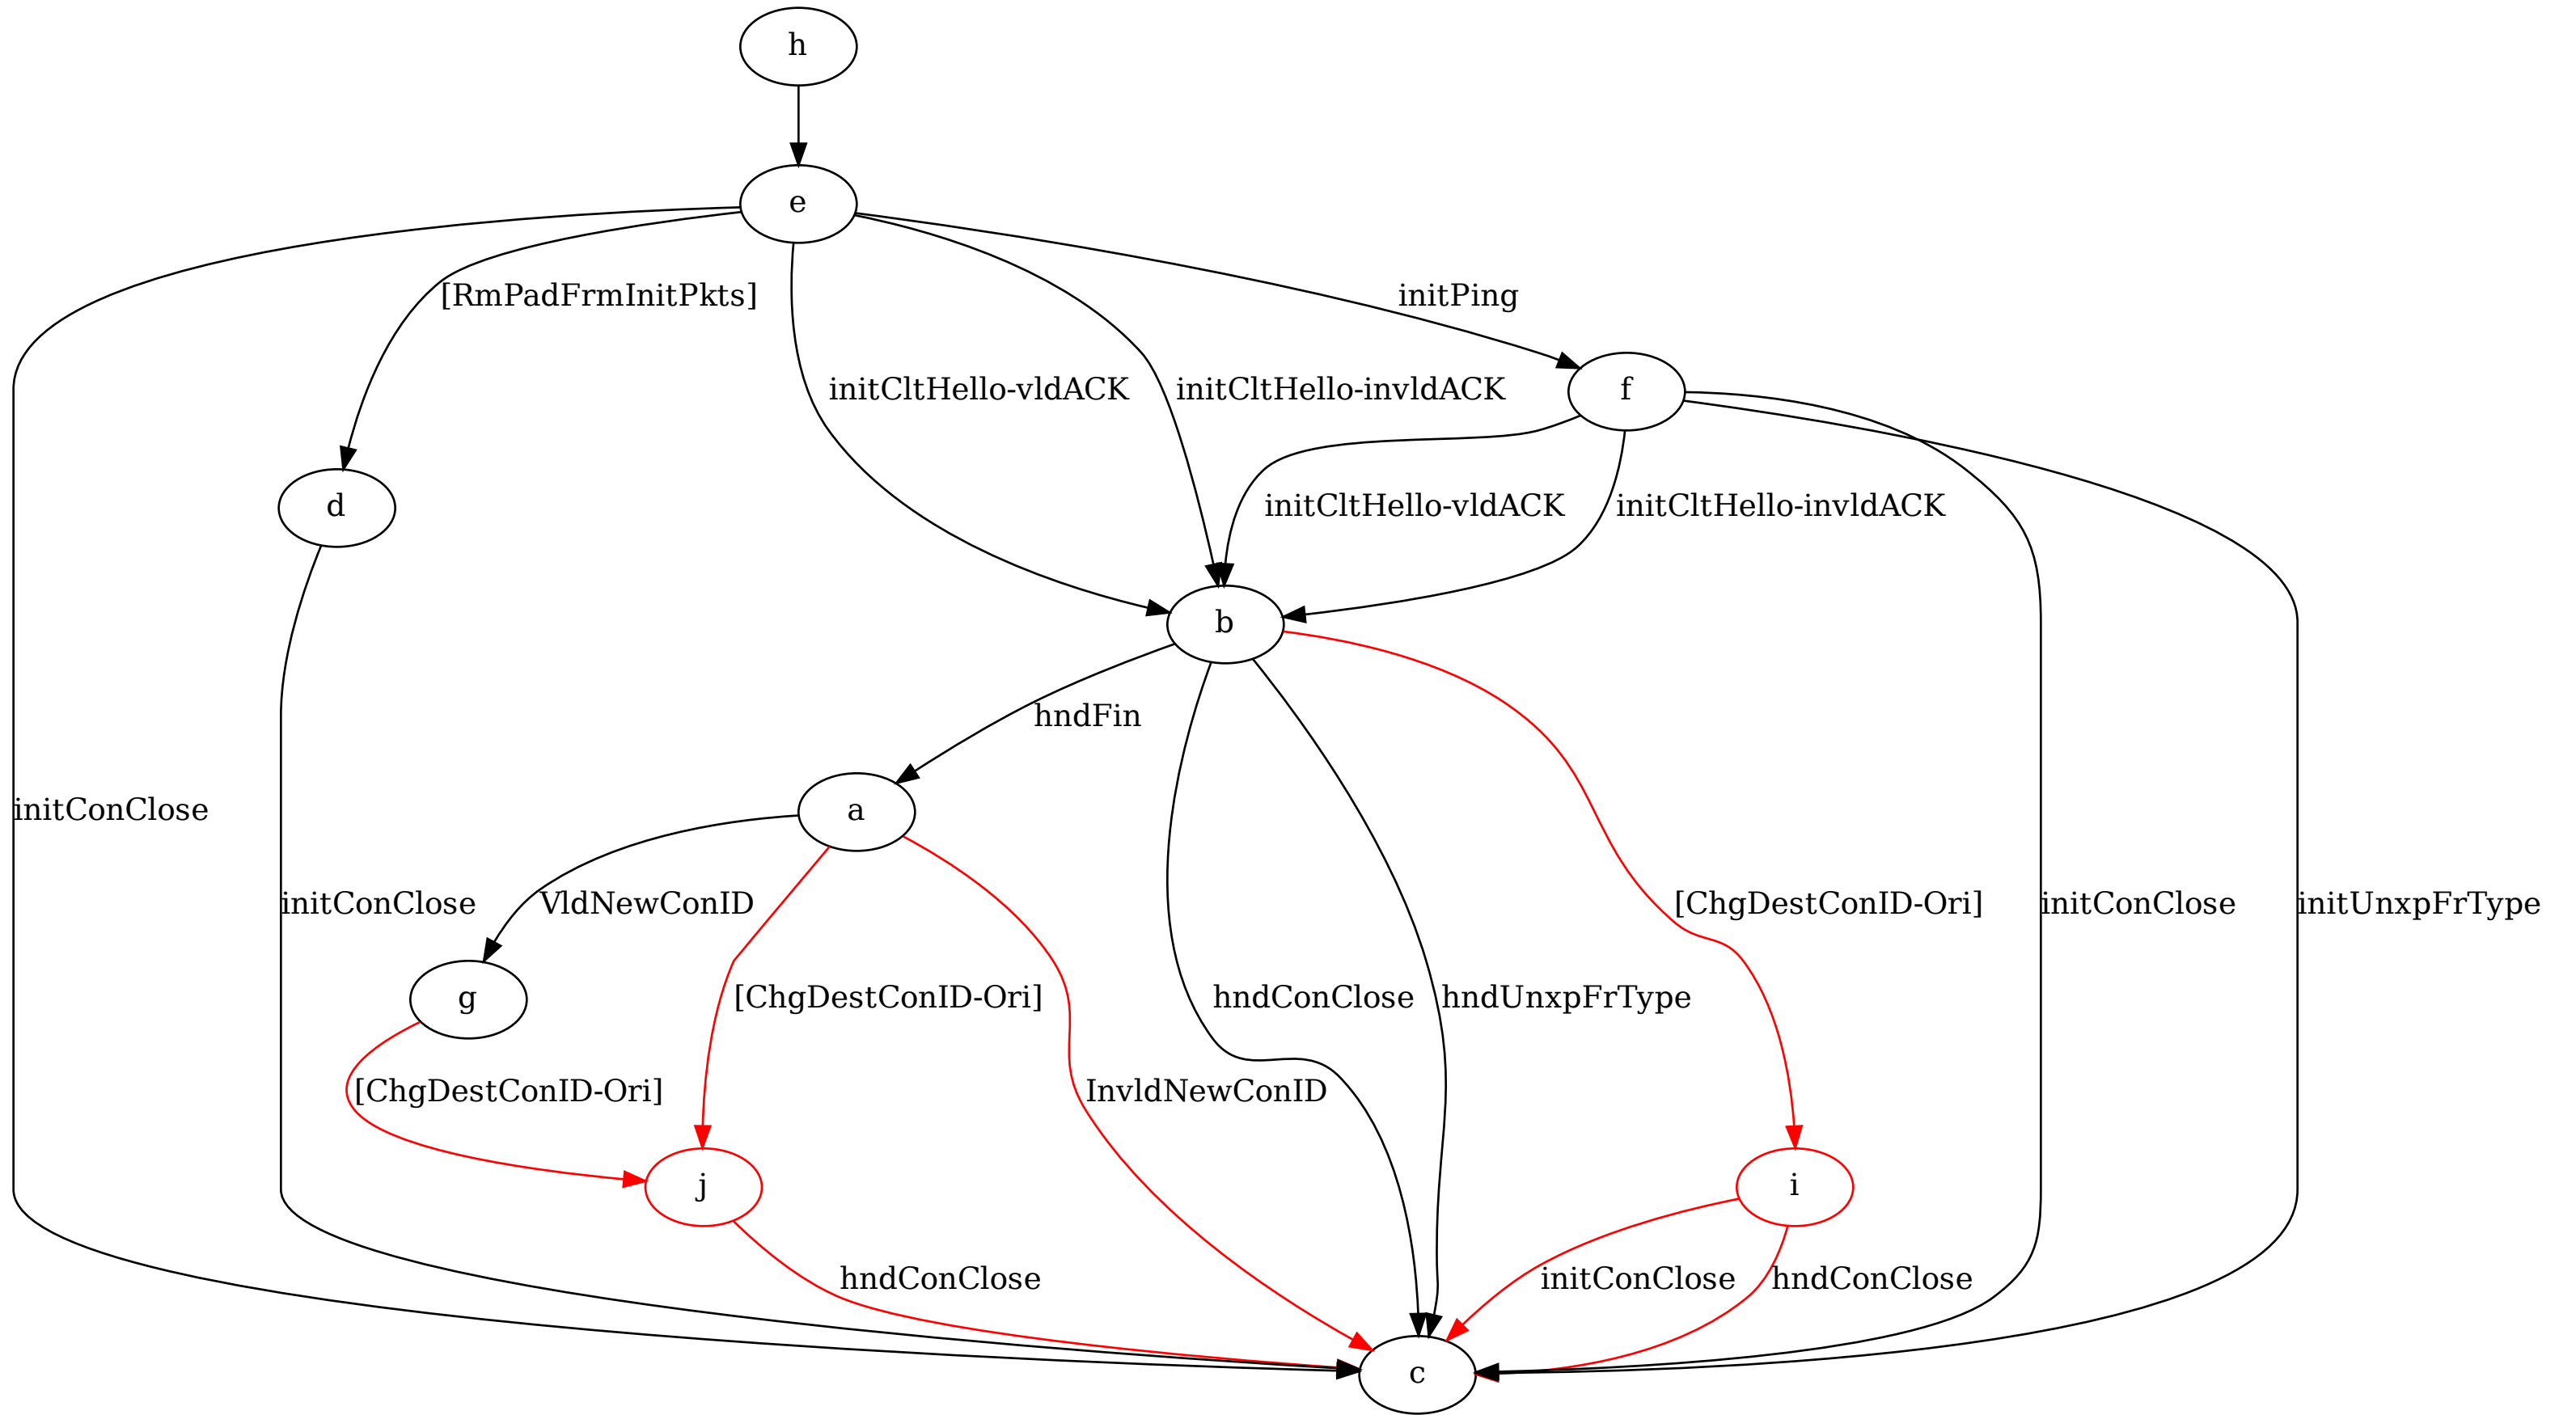 h
e
[RmPadFrmInitPkts]
initPing
initCltHello-vldACK
initCltHello-invldACK
f
d
initCltHello-vldACK
initCltHello-invldACK
b
hndFin
initConClose
a
initConClose
VldNewConID
[ChgDestConID-Ori]
initConClose
initUnxpFrType
g
[ChgDestConID-Ori]
hndConClose
hndUnxpFrType
[ChgDestConID-Ori]
InvldNewConID
j
i
hndConClose
initConClose
hndConClose
c